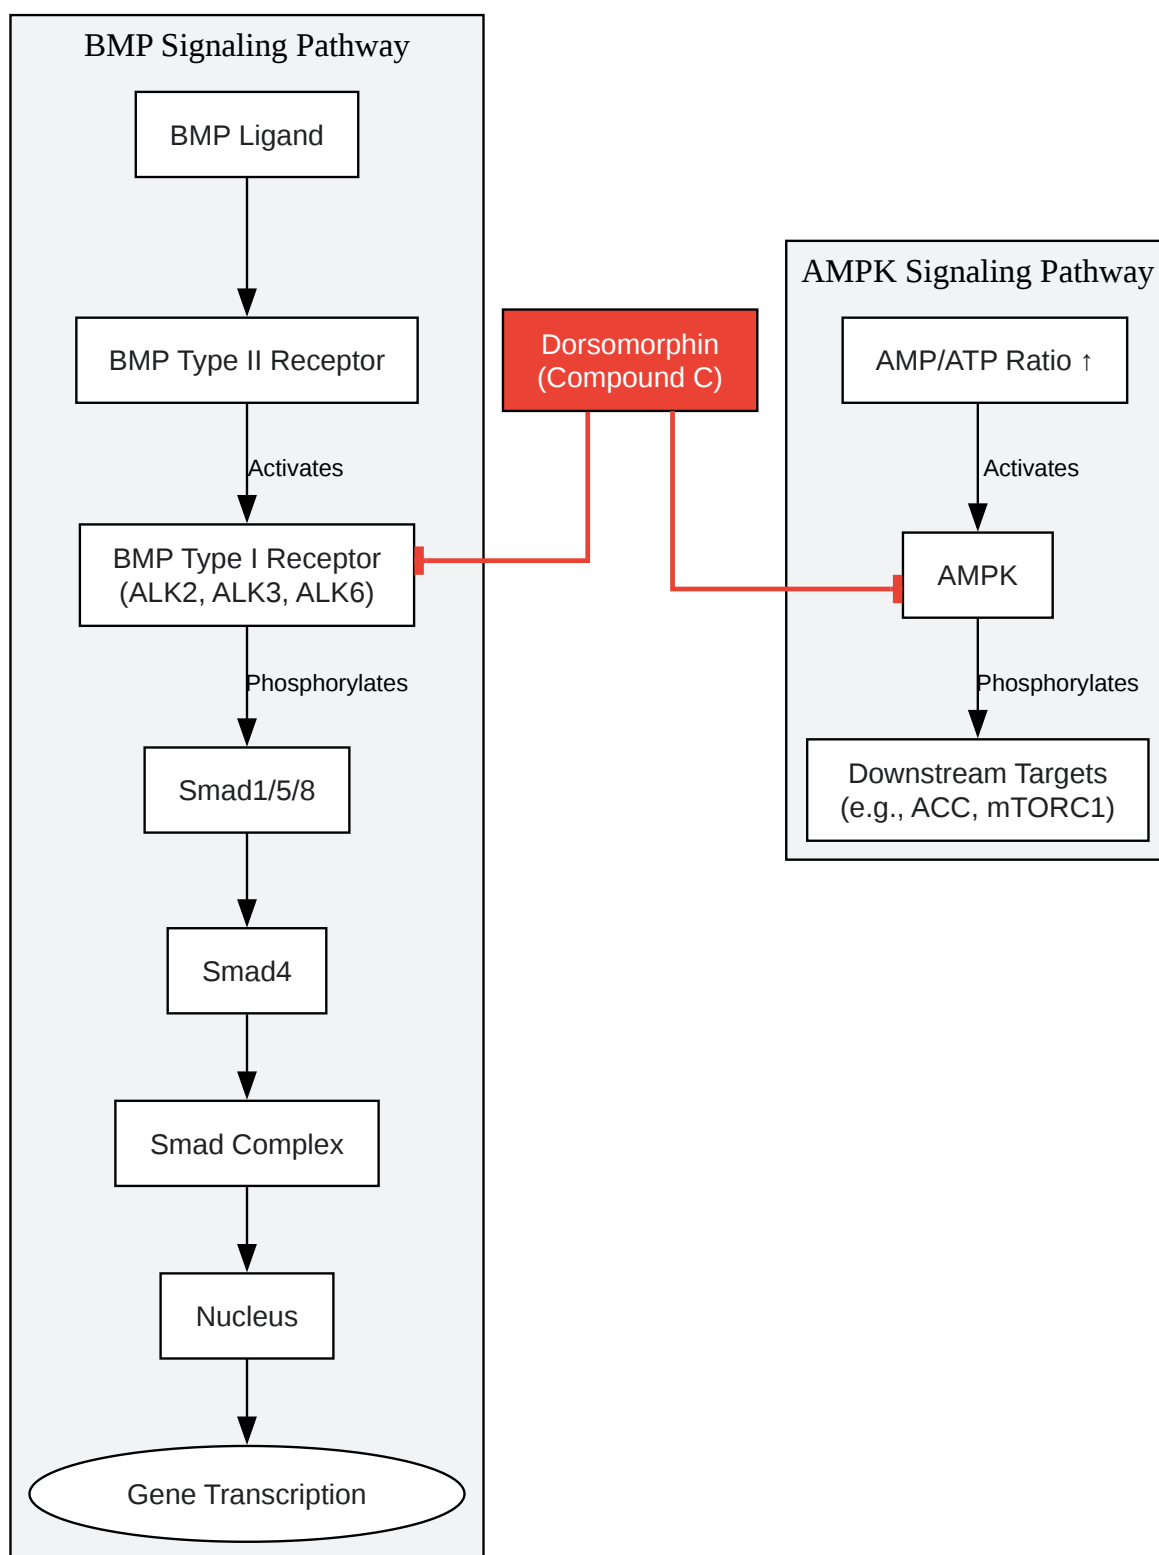 BMP Signaling Pathway
BMP Ligand
BMP Type II Receptor
Activates
BMP Type I Receptor
(ALK2, ALK3, ALK6)
Phosphorylates
Smad1/5/8
Smad4
Smad Complex
Nucleus
Gene Transcription
Dorsomorphin
(Compound C)
AMPK Signaling Pathway
AMP/ATP Ratio ↑
Activates
AMPK
Phosphorylates
Downstream Targets
(e.g., ACC, mTORC1)